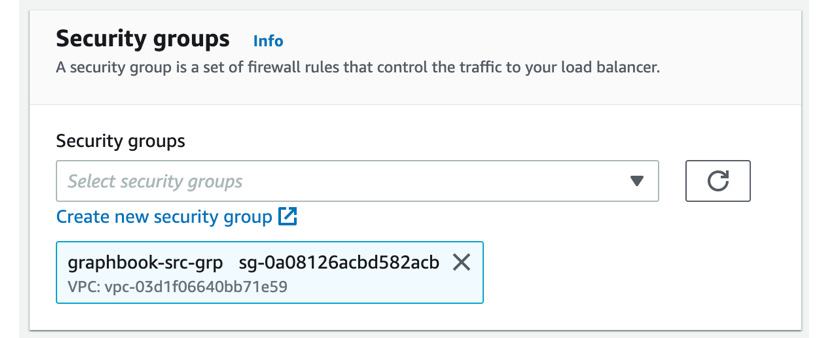 Security groups Info
A security group is a set of firewall rules that control the traffic to your load balancer.
Security groups
Select security groups
Create new security group
graphbook-src-grp sg-0a08126acbd582acb
VPC: vpc-03d1f06640bb71e59